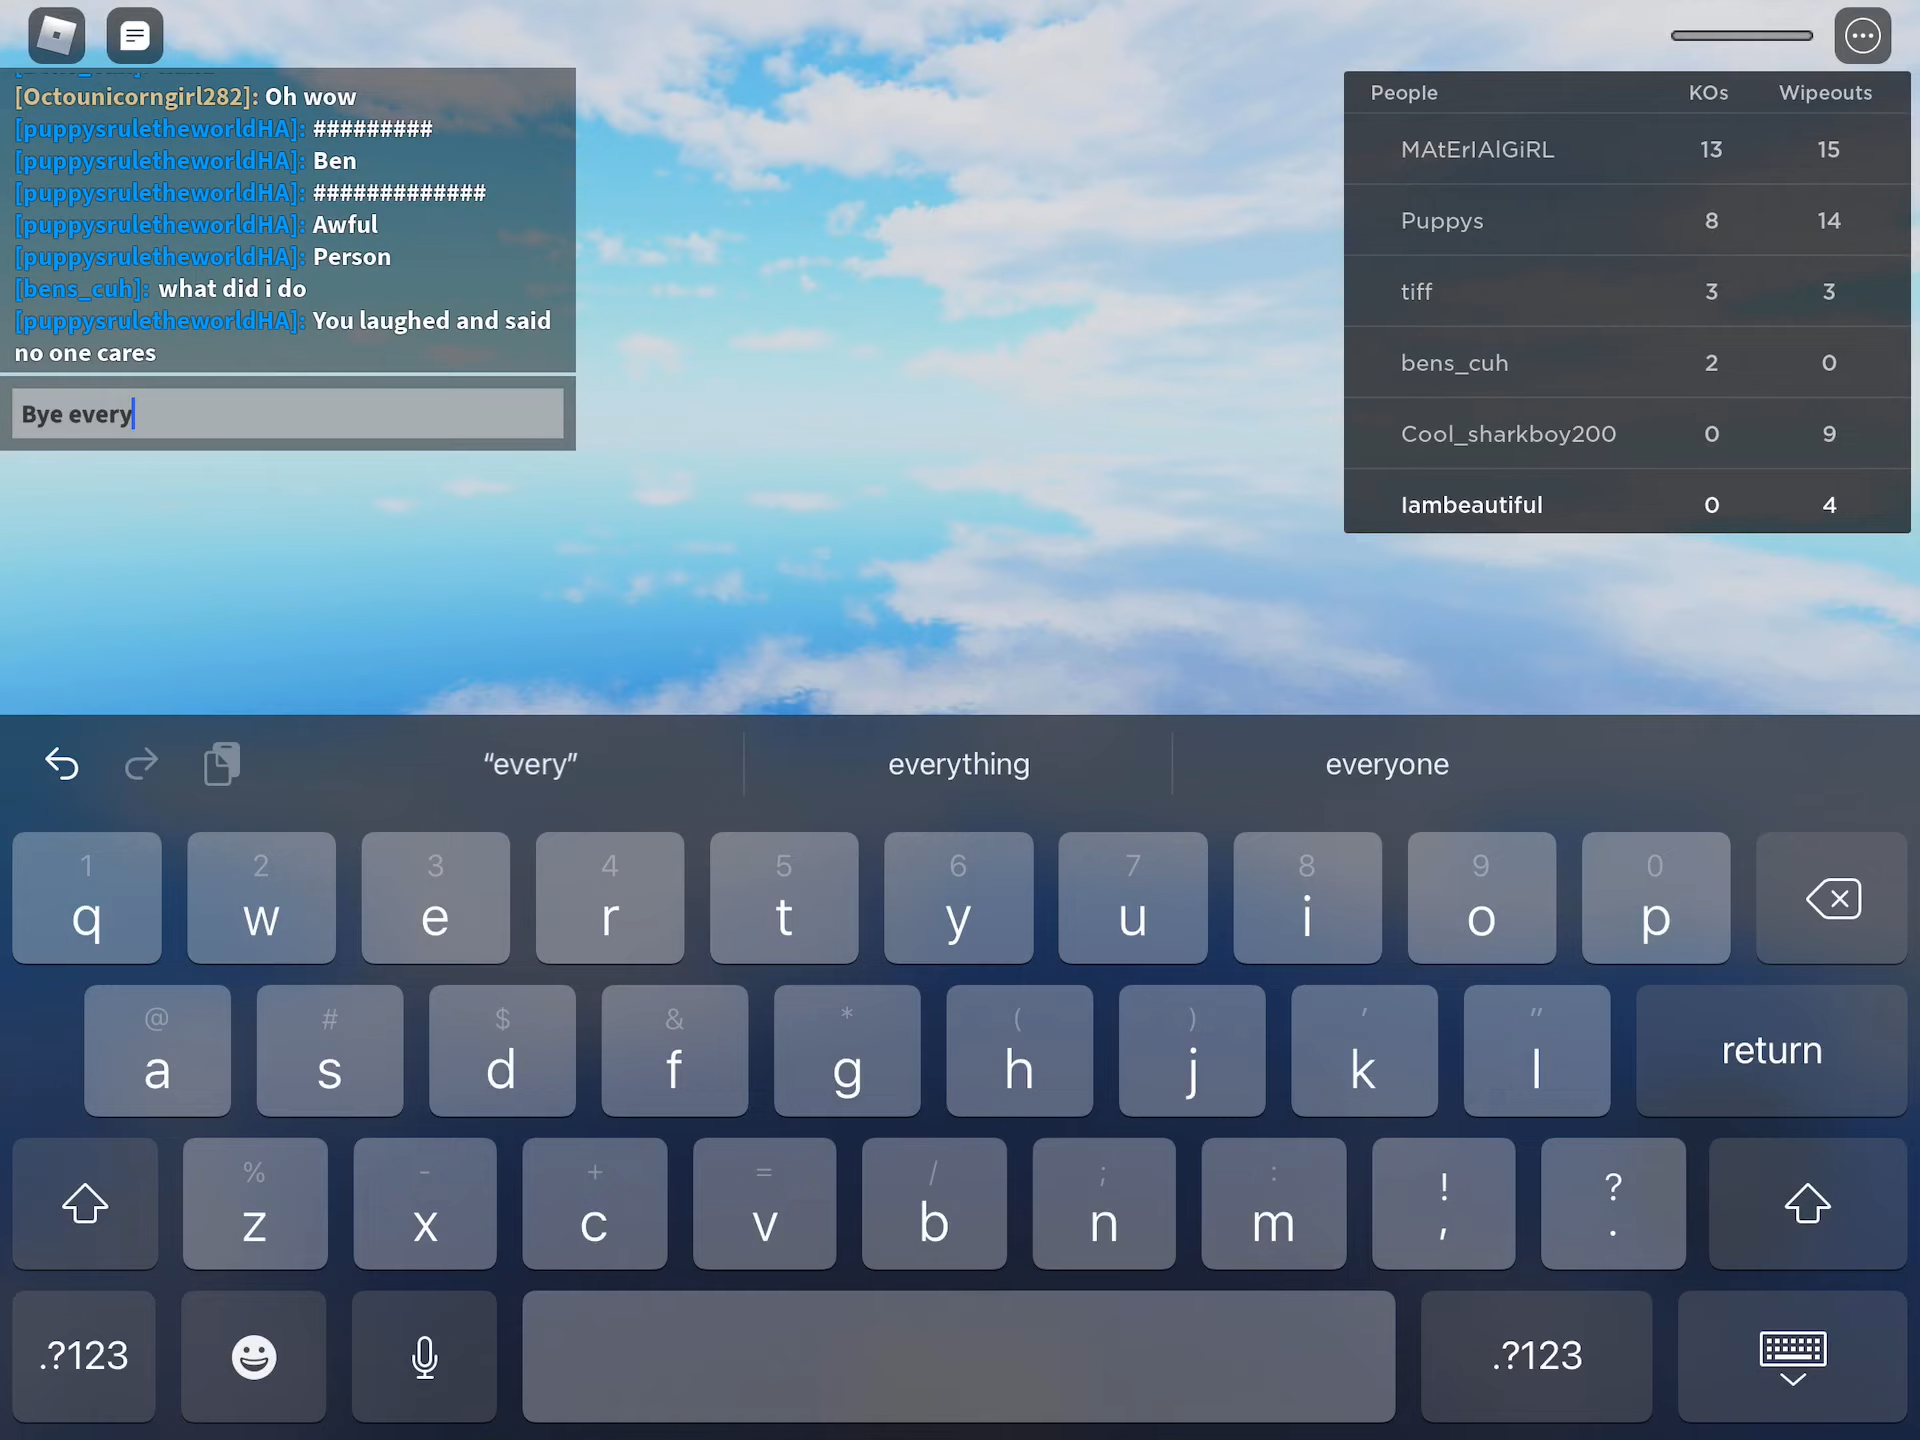 [Octounicorngirl282]: Oh wow
[puppysruletheworldHA]: #########
[puppysruletheworldHA]: Ben
[puppysruletheworldHA]: #############
[puppysruletheworldHA]: Awful
[puppysruletheworldHA]: Person
[bens_cuh]: what did i do
[puppysruletheworldHA]: You laughed and said
no one cares
Bye every
People KOs Wipeouts
MAtErIAlGiRL 13 15
Puppys 8 14
tiff 3 3
bens_cuh 2 0
Cool_sharkboy200 0 9
Iambeautiful 0 4
“every” everything everyone
1 2 3 4 5 6 7 8 9 0
q w e r t y u i o p
@ # $ & * ( ) ' "
a s d f g h j k l return
% - + = / ; : ! ?
z x c v b n m , .
.?123 .?123